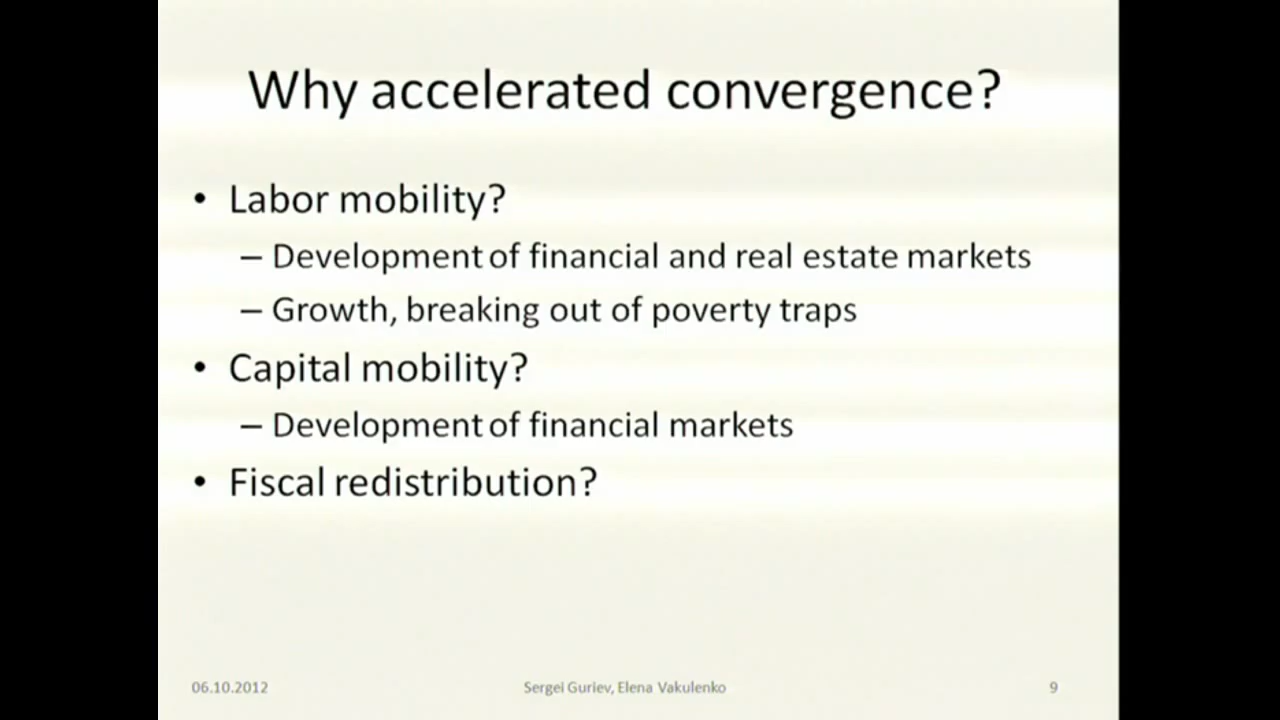 Why accelerated convergence?
• Labor mobility?
– Development of financial and real estate markets
– Growth, breaking out of poverty traps
• Capital mobility?
– Development of financial markets
• Fiscal redistribution?
06.10.2012
Sergei Guriev, Elena Vakulenko
9